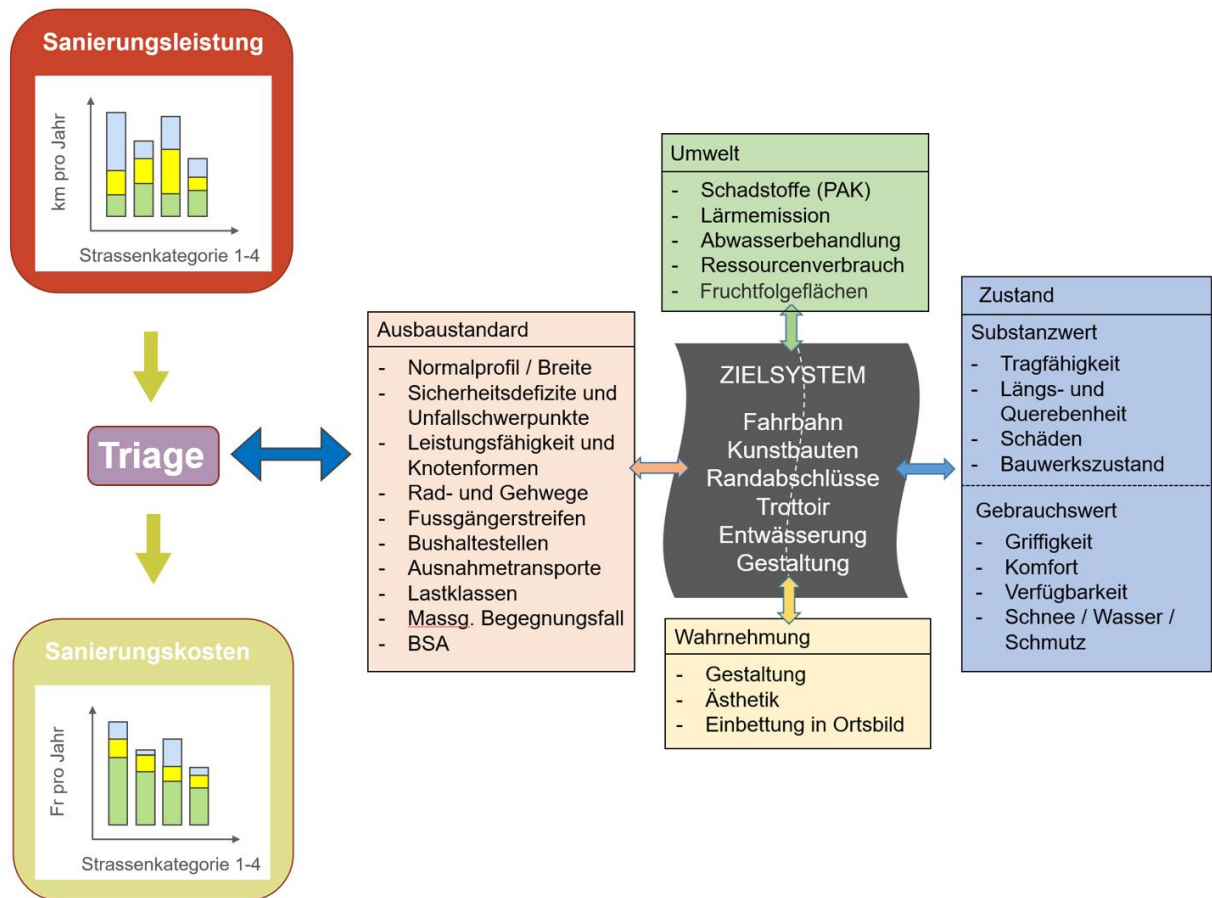 Sanierungsleistung
km pro Jahr
Strassenkategorie 1-4
Triage
Sanierungskosten
Fr pro Jahr
Strassenkategorie 1-4
Ausbaustandard
- Normalprofil / Breite
- Sicherheitsdefizite und
Unfallschwerpunkte
- Leistungsfähigkeit und
Knotenformen
- Rad- und Gehwege
- Fussgängerstreifen
- Bushaltestellen
- Ausnahmetransporte
- Lastklassen
- Massg. Begegnungsfall
- BSA
Umwelt
- Schadstoffe (PAK)
- Lärmemission
- Abwasserbehandlung
- Ressourcenverbrauch
- Fruchtfolgeflächen
ZIELSYSTEM
Fahrbahn
Kunstbauten
Randabschlüsse
Trottoir
Entwässerung
Gestaltung
Wahrnehmung
- Gestaltung
- Ästhetik
- Einbettung in Ortsbild
Zustand
Substanzwert
- Tragfähigkeit
- Längs- und
Querebenheit
- Schäden
- Bauwerkszustand
Gebrauchswert
- Griffigkeit
- Komfort
- Verfügbarkeit
- Schnee / Wasser /
Schmutz